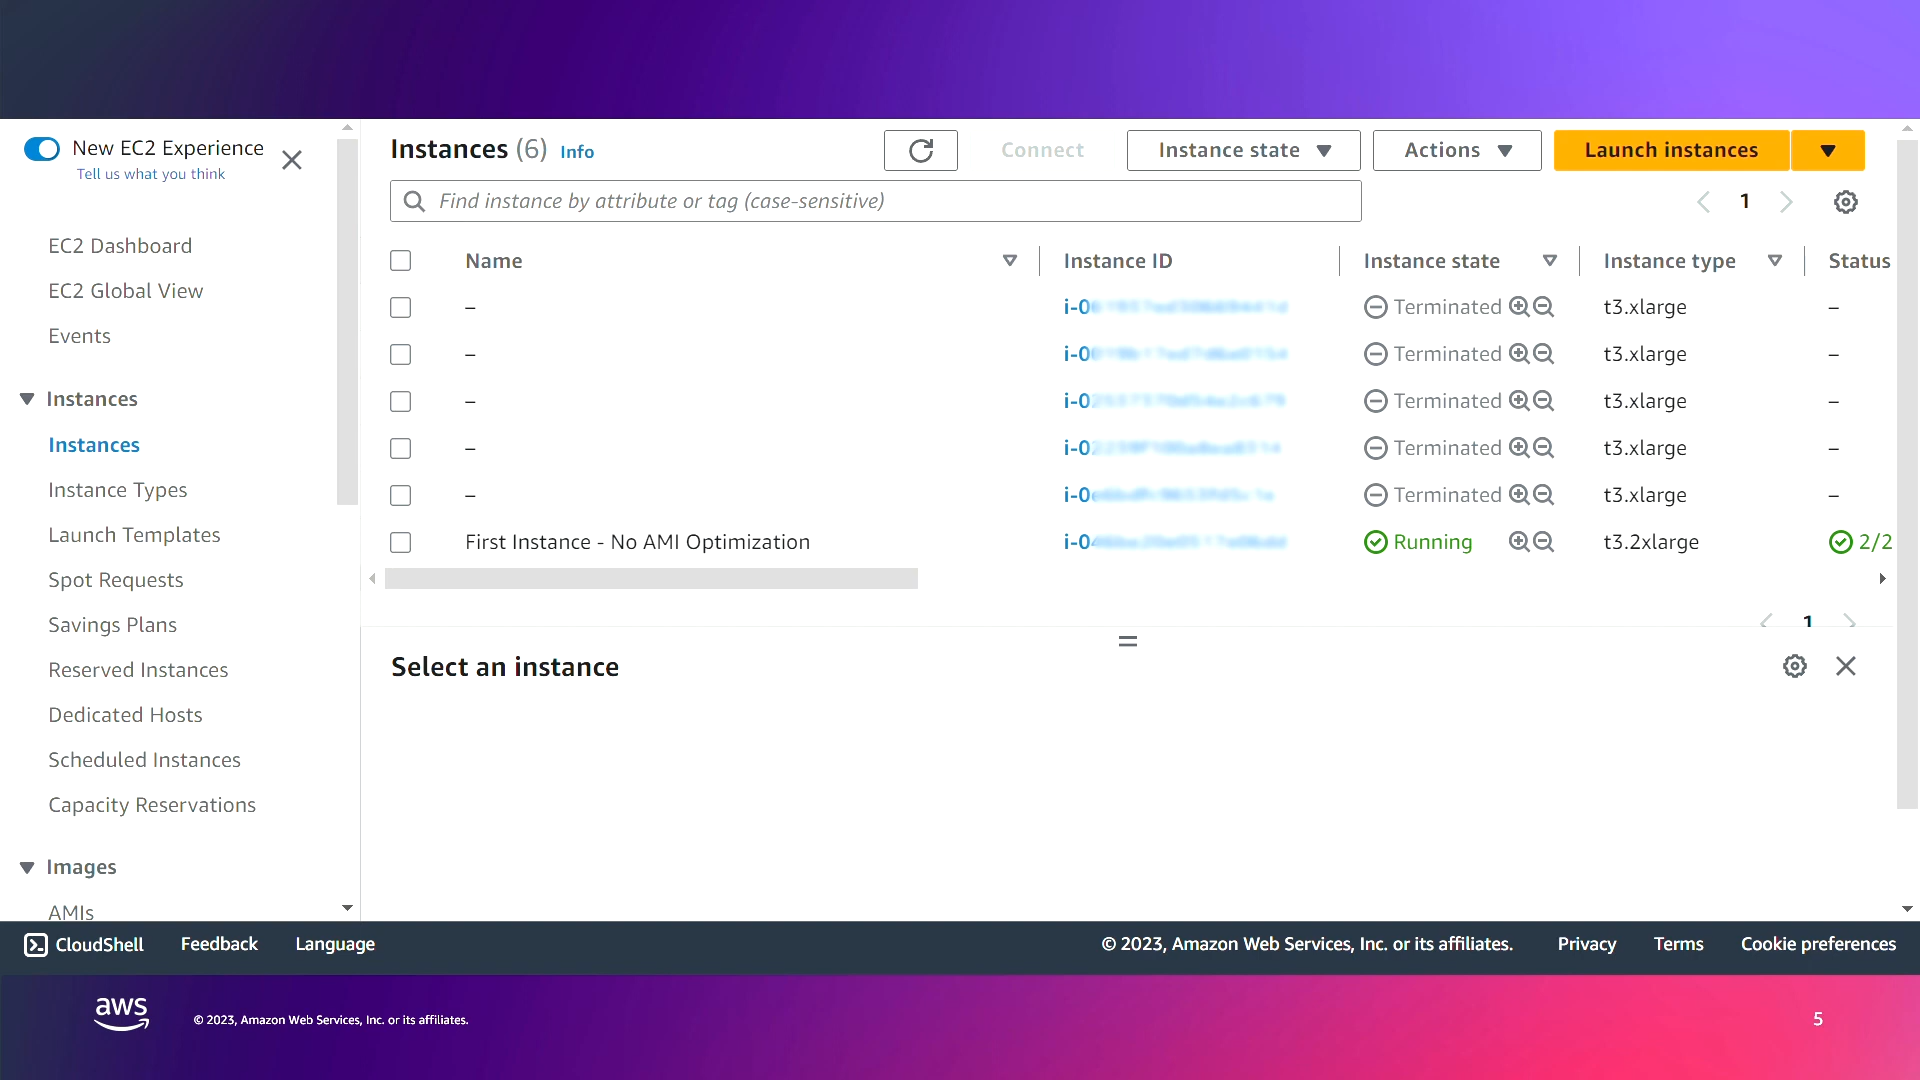 New EC2 Experience
Tell us what you think
EC2 Dashboard
EC2 Global View
Events
Instances
Instances
Instance Types
Launch Templates
Spot Requests
Savings Plans
Reserved Instances
Dedicated Hosts
Scheduled Instances
Capacity Reservations
Images
AMIs
Instances (6) Info
Connect
Instance state
Actions
Launch instances
Find instance by attribute or tag (case-sensitive)
1
Name Instance ID Instance state Instance type Status
– Terminated t3.xlarge –
– Terminated t3.xlarge –
– Terminated t3.xlarge –
– Terminated t3.xlarge –
– Terminated t3.xlarge –
First Instance - No AMI Optimization Running t3.2xlarge 2/2
1
Select an instance
CloudShell Feedback Language © 2023, Amazon Web Services, Inc. or its affiliates. Privacy Terms Cookie preferences
aws © 2023, Amazon Web Services, Inc. or its affiliates. 5